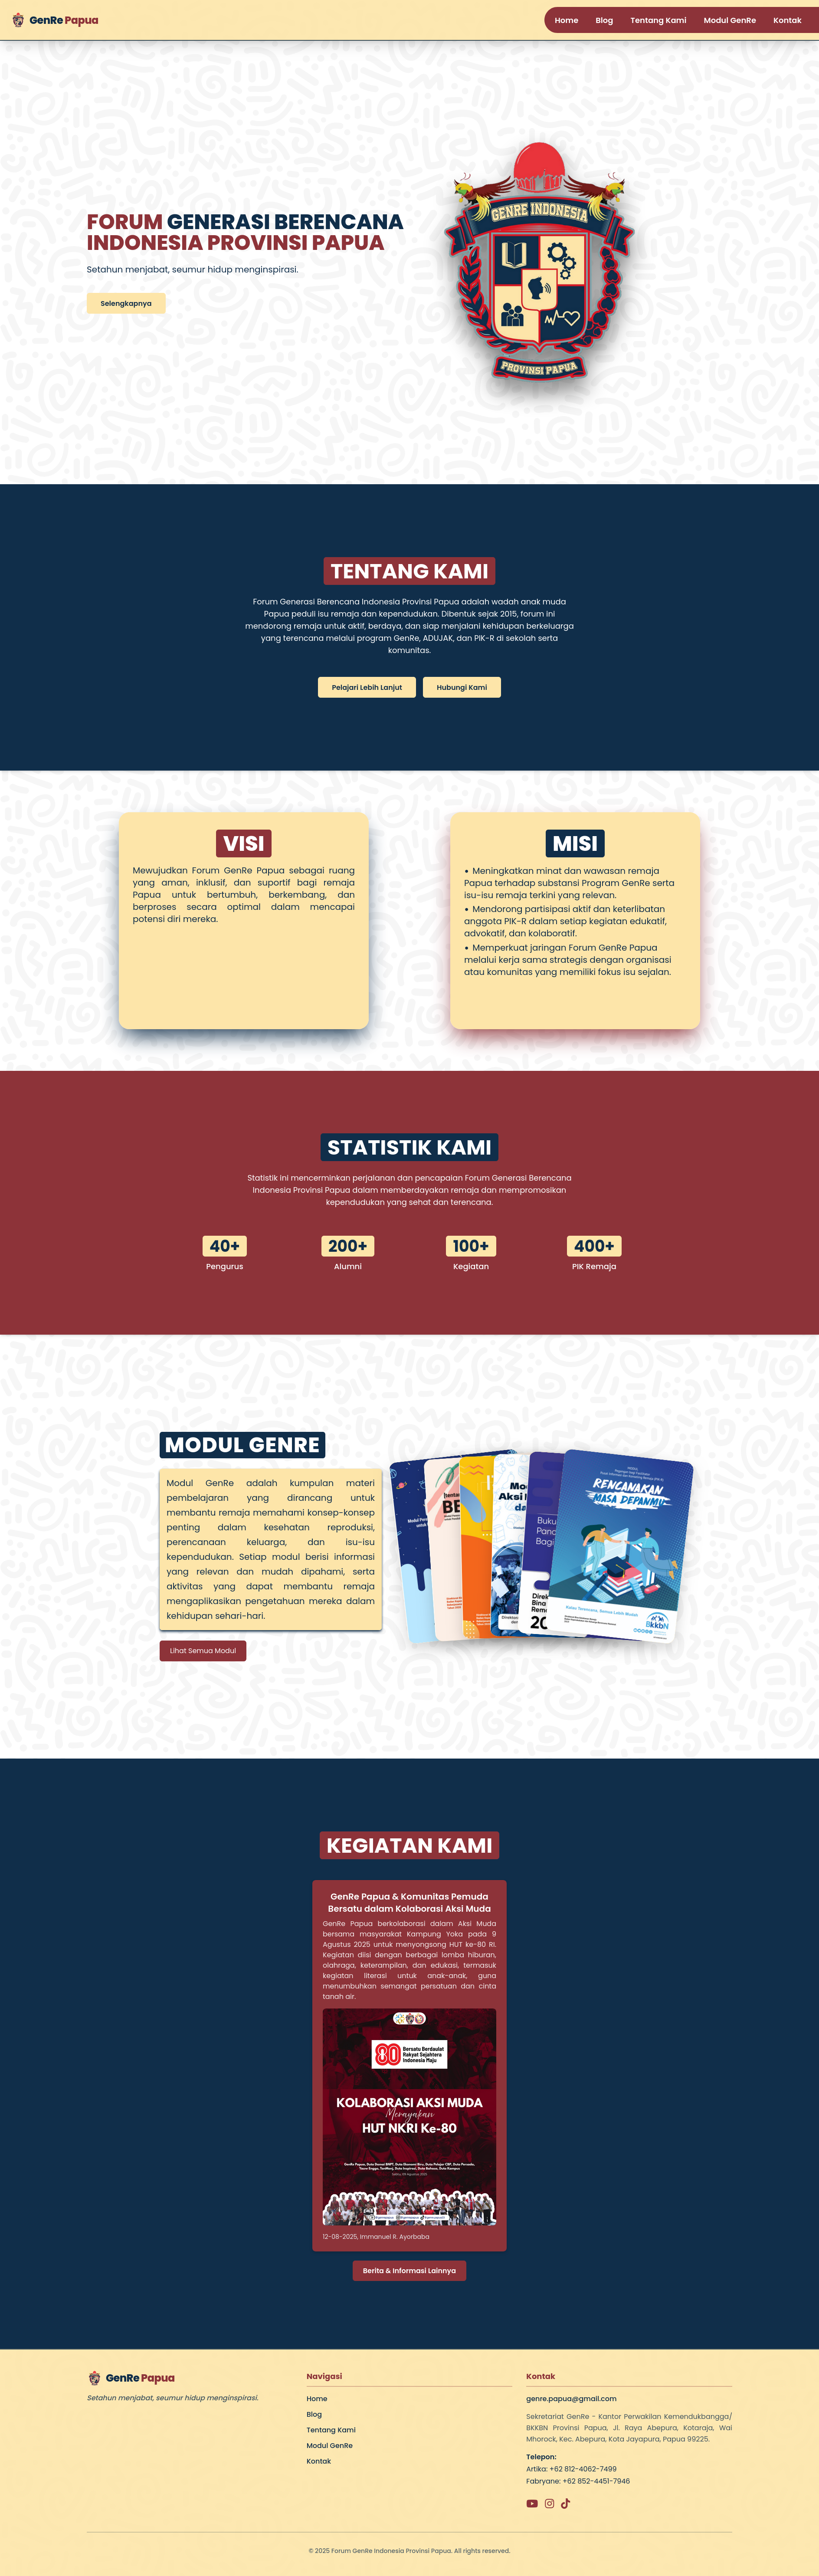 GenRe Papua
Home
Blog
Tentang Kami
Modul GenRe
Kontak
FORUM GENERASI BERENCANA
INDONESIA PROVINSI PAPUA
Setahun menjabat, seumur hidup menginspirasi.
Selengkapnya
GENRE INDONESIA
PROVINSI PAPUA
TENTANG KAMI
Forum Generasi Berencana Indonesia Provinsi Papua adalah wadah anak muda
Papua peduli isu remaja dan kependudukan. Dibentuk sejak 2015, forum ini
mendorong remaja untuk aktif, berdaya, dan siap menjalani kehidupan berkeluarga
yang terencana melalui program GenRe, ADUJAK, dan PIK-R di sekolah serta
komunitas.
Pelajari Lebih Lanjut
Hubungi Kami
VISI
Mewujudkan Forum GenRe Papua sebagai ruang
yang aman, inklusif, dan suportif bagi remaja
Papua untuk bertumbuh, berkembang, dan
berproses secara optimal dalam mencapai
potensi diri mereka.
MISI
• Meningkatkan minat dan wawasan remaja
Papua terhadap substansi Program GenRe serta
isu-isu remaja terkini yang relevan.
• Mendorong partisipasi aktif dan keterlibatan
anggota PIK-R dalam setiap kegiatan edukatif,
advokatif, dan kolaboratif.
• Memperkuat jaringan Forum GenRe Papua
melalui kerja sama strategis dengan organisasi
atau komunitas yang memiliki fokus isu sejalan.
STATISTIK KAMI
Statistik ini mencerminkan perjalanan dan pencapaian Forum Generasi Berencana
Indonesia Provinsi Papua dalam memberdayakan remaja dan mempromosikan
kependudukan yang sehat dan terencana.
40+
Pengurus
200+
Alumni
100+
Kegiatan
400+
PIK Remaja
MODUL GENRE
Modul GenRe adalah kumpulan materi
pembelajaran yang dirancang untuk
membantu remaja memahami konsep-konsep
penting dalam kesehatan reproduksi,
perencanaan keluarga, dan isu-isu
kependudukan. Setiap modul berisi informasi
yang relevan dan mudah dipahami, serta
aktivitas yang dapat membantu remaja
mengaplikasikan pengetahuan mereka dalam
kehidupan sehari-hari.
Lihat Semua Modul
RENCANAKAN
MASA DEPANMU
Kalau Terencana, Semua Lebih Mudah
BkkbN
KEGIATAN KAMI
GenRe Papua & Komunitas Pemuda
Bersatu dalam Kolaborasi Aksi Muda
GenRe Papua berkolaborasi dalam Aksi Muda
bersama masyarakat Kampung Yoka pada 9
Agustus 2025 untuk menyongsong HUT ke-80 RI.
Kegiatan diisi dengan berbagai lomba hiburan,
olahraga, keterampilan, dan edukasi, termasuk
kegiatan literasi untuk anak-anak, guna
menumbuhkan semangat persatuan dan cinta
tanah air.
80
Bersatu Berdaulat
Rakyat Sejahtera
Indonesia Maju
KOLABORASI AKSI MUDA
Merayakan
HUT NKRI Ke-80
12-08-2025, Immanuel R. Ayorbaba
Berita & Informasi Lainnya
GenRe Papua
Setahun menjabat, seumur hidup menginspirasi.
Navigasi
Home
Blog
Tentang Kami
Modul GenRe
Kontak
Kontak
genre.papua@gmail.com
Sekretariat GenRe - Kantor Perwakilan Kemendukbangga/
BKKBN Provinsi Papua, Jl. Raya Abepura, Kotaraja, Wai
Mhorock, Kec. Abepura, Kota Jayapura, Papua 99225.
Telepon:
Artika: +62 812-4062-7499
Fabryane: +62 852-4451-7946
© 2025 Forum GenRe Indonesia Provinsi Papua. All rights reserved.